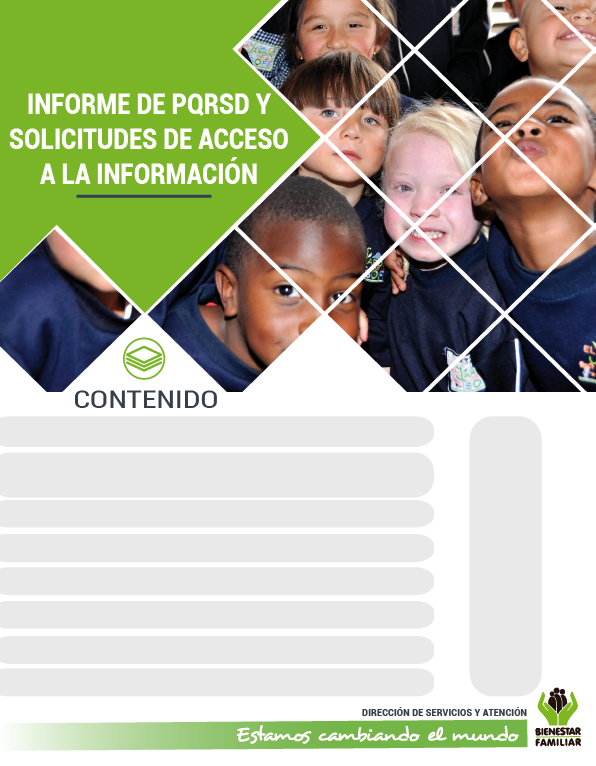 INFORME DE PQRSD Y
SOLICITUDES DE ACCESO
A LA INFORMACIÓN
CONTENIDO
DIRECCIÓN DE SERVICIOS Y ATENCIÓN
Estamos cambiando el mundo
BIENESTAR
FAMILIAR